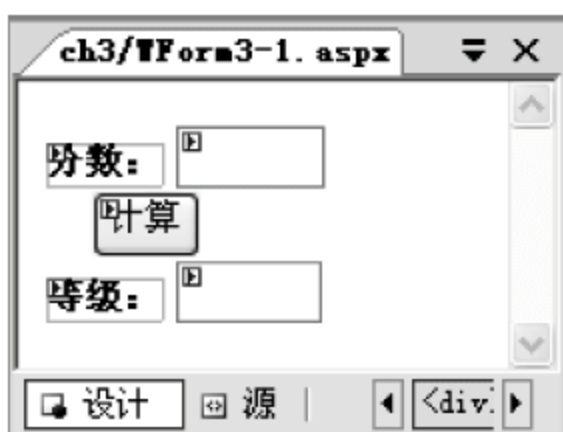 ch3/WForm3-1.aspx
分数：
计算
等级：
设计 源 <div.